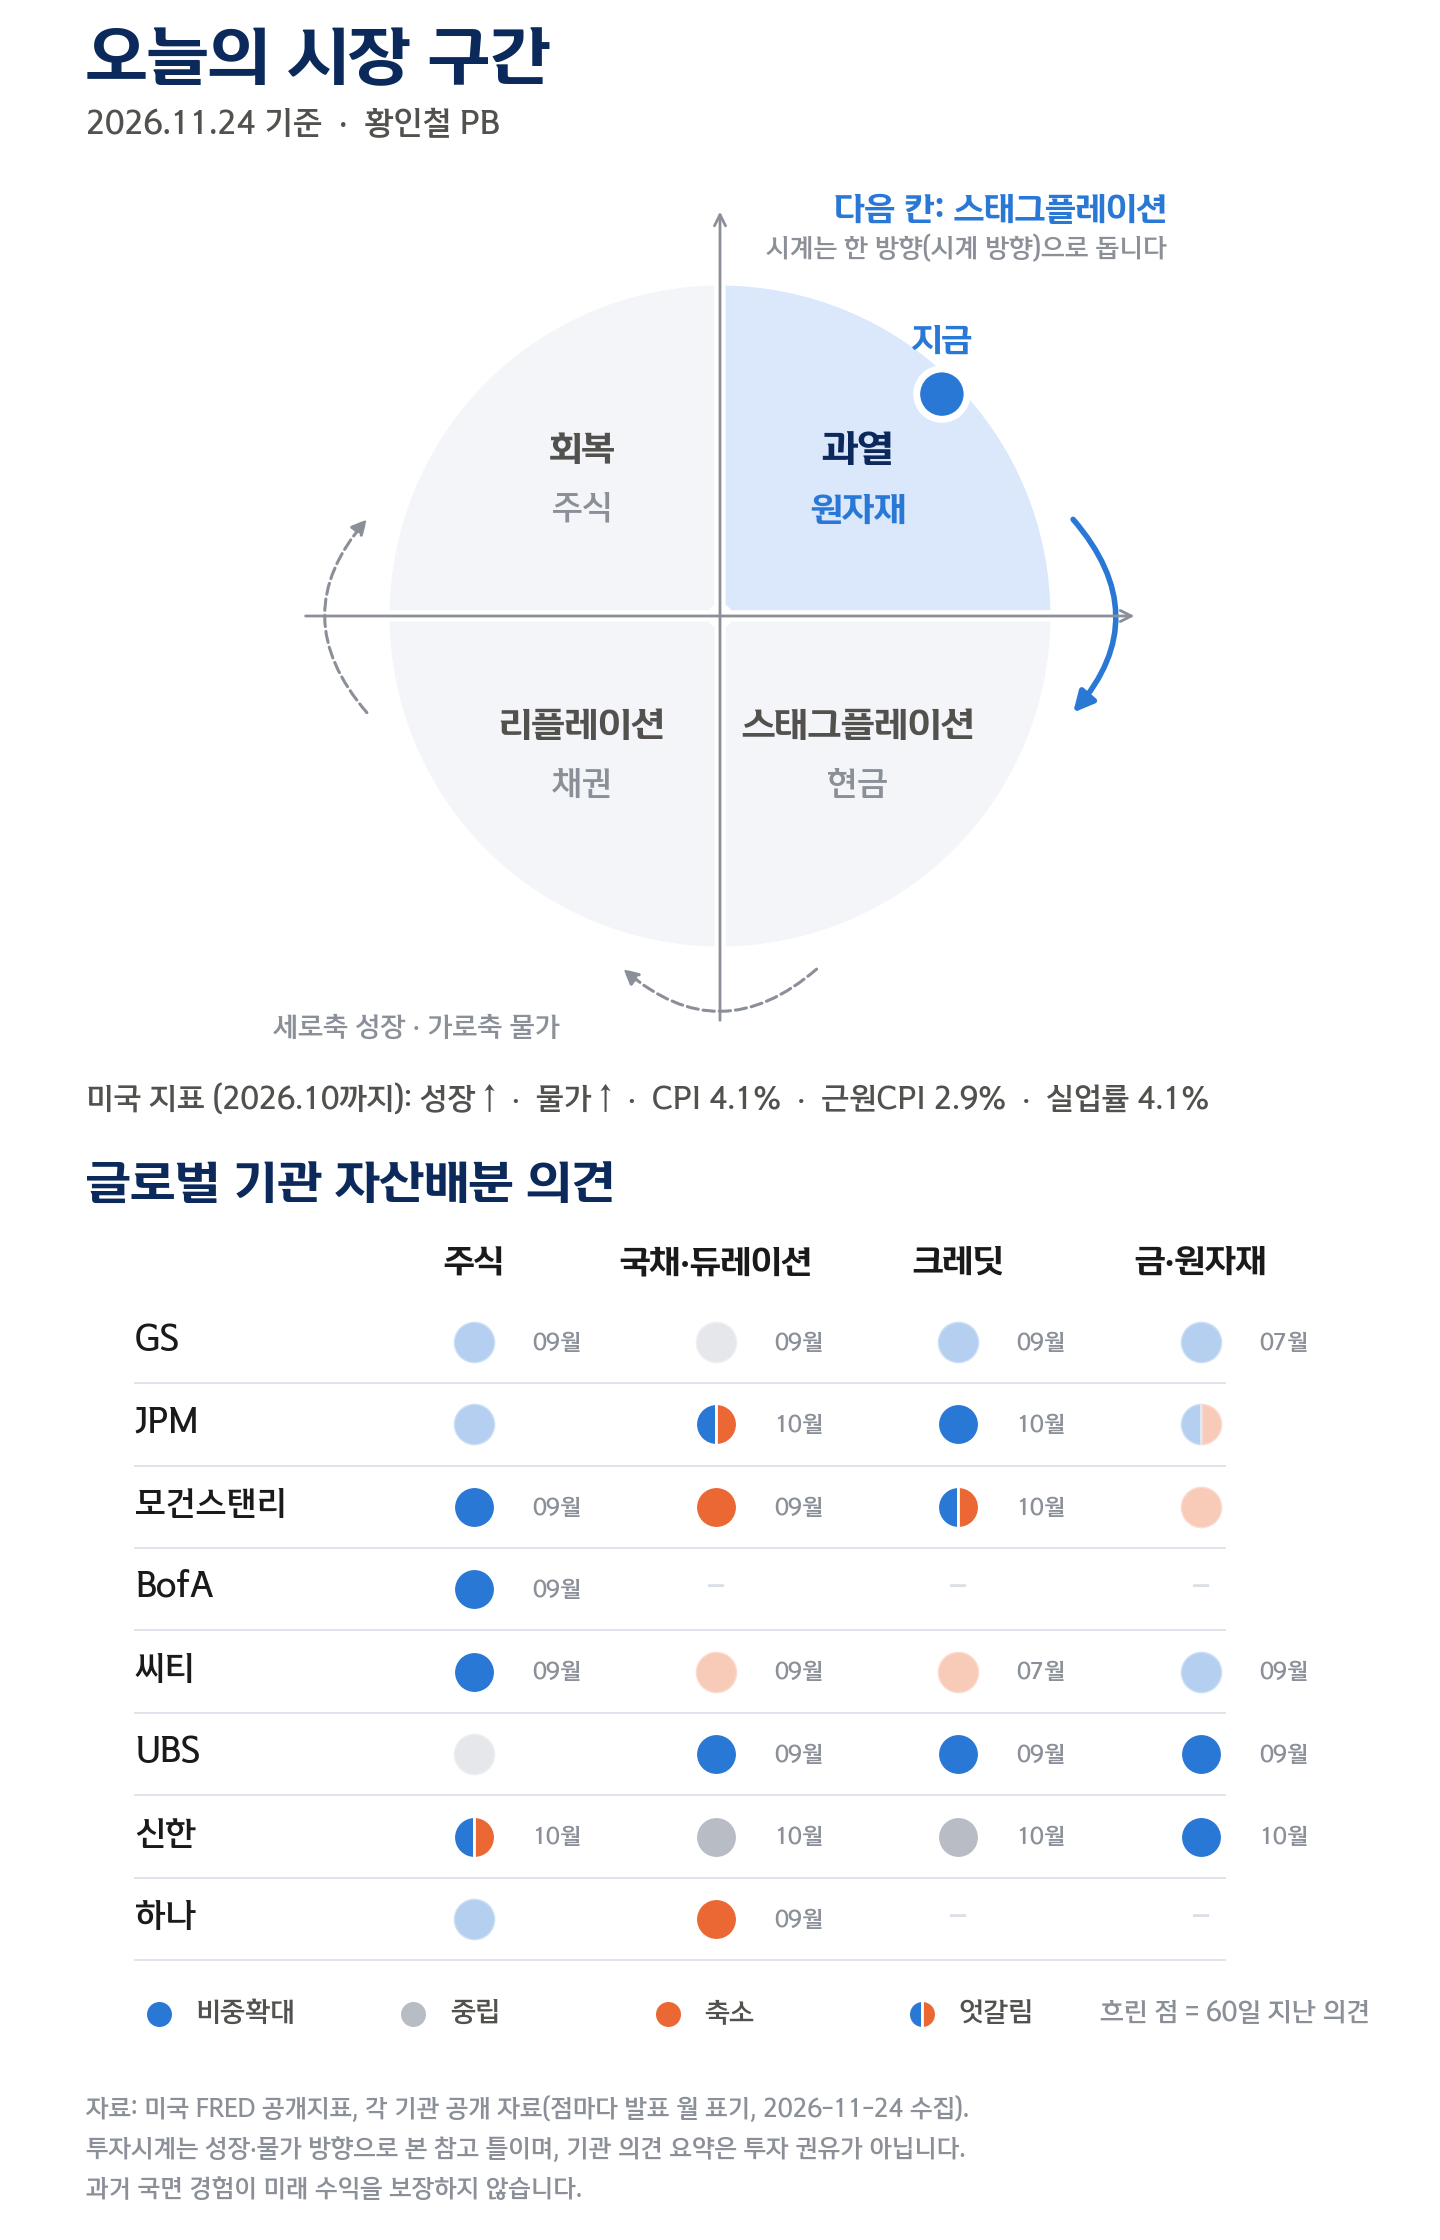 오늘의 시장 구간
2026.11.24 기준 · 황인철 PB
다음 칸: 스태그플레이션
시계는 한 방향(시계 방향)으로 돕니다
지금
회복
주식
과열
원자재
리플레이션
채권
스태그플레이션
현금
세로축 성장 · 가로축 물가
미국 지표 (2026.10까지): 성장↑ · 물가↑ · CPI 4.1% · 근원CPI 2.9% · 실업률 4.1%
글로벌 기관 자산배분 의견
주식 국채·듀레이션 크레딧 금·원자재
GS 09월 09월 09월 07월
JPM 10월 10월
모건스탠리 09월 09월 10월
BofA 09월 – – –
씨티 09월 09월 07월 09월
UBS 09월 09월 09월
신한 10월 10월 10월 10월
하나 09월 – –
비중확대 중립 축소 엇갈림 흐린 점 = 60일 지난 의견
자료: 미국 FRED 공개지표, 각 기관 공개 자료(점마다 발표 월 표기, 2026-11-24 수집).
투자시계는 성장·물가 방향으로 본 참고 틀이며, 기관 의견 요약은 투자 권유가 아닙니다.
과거 국면 경험이 미래 수익을 보장하지 않습니다.